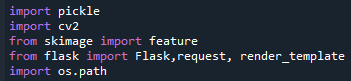 import pickle
import cv2
from skimage import feature
from flask import Flask,request, render_template
import os.path